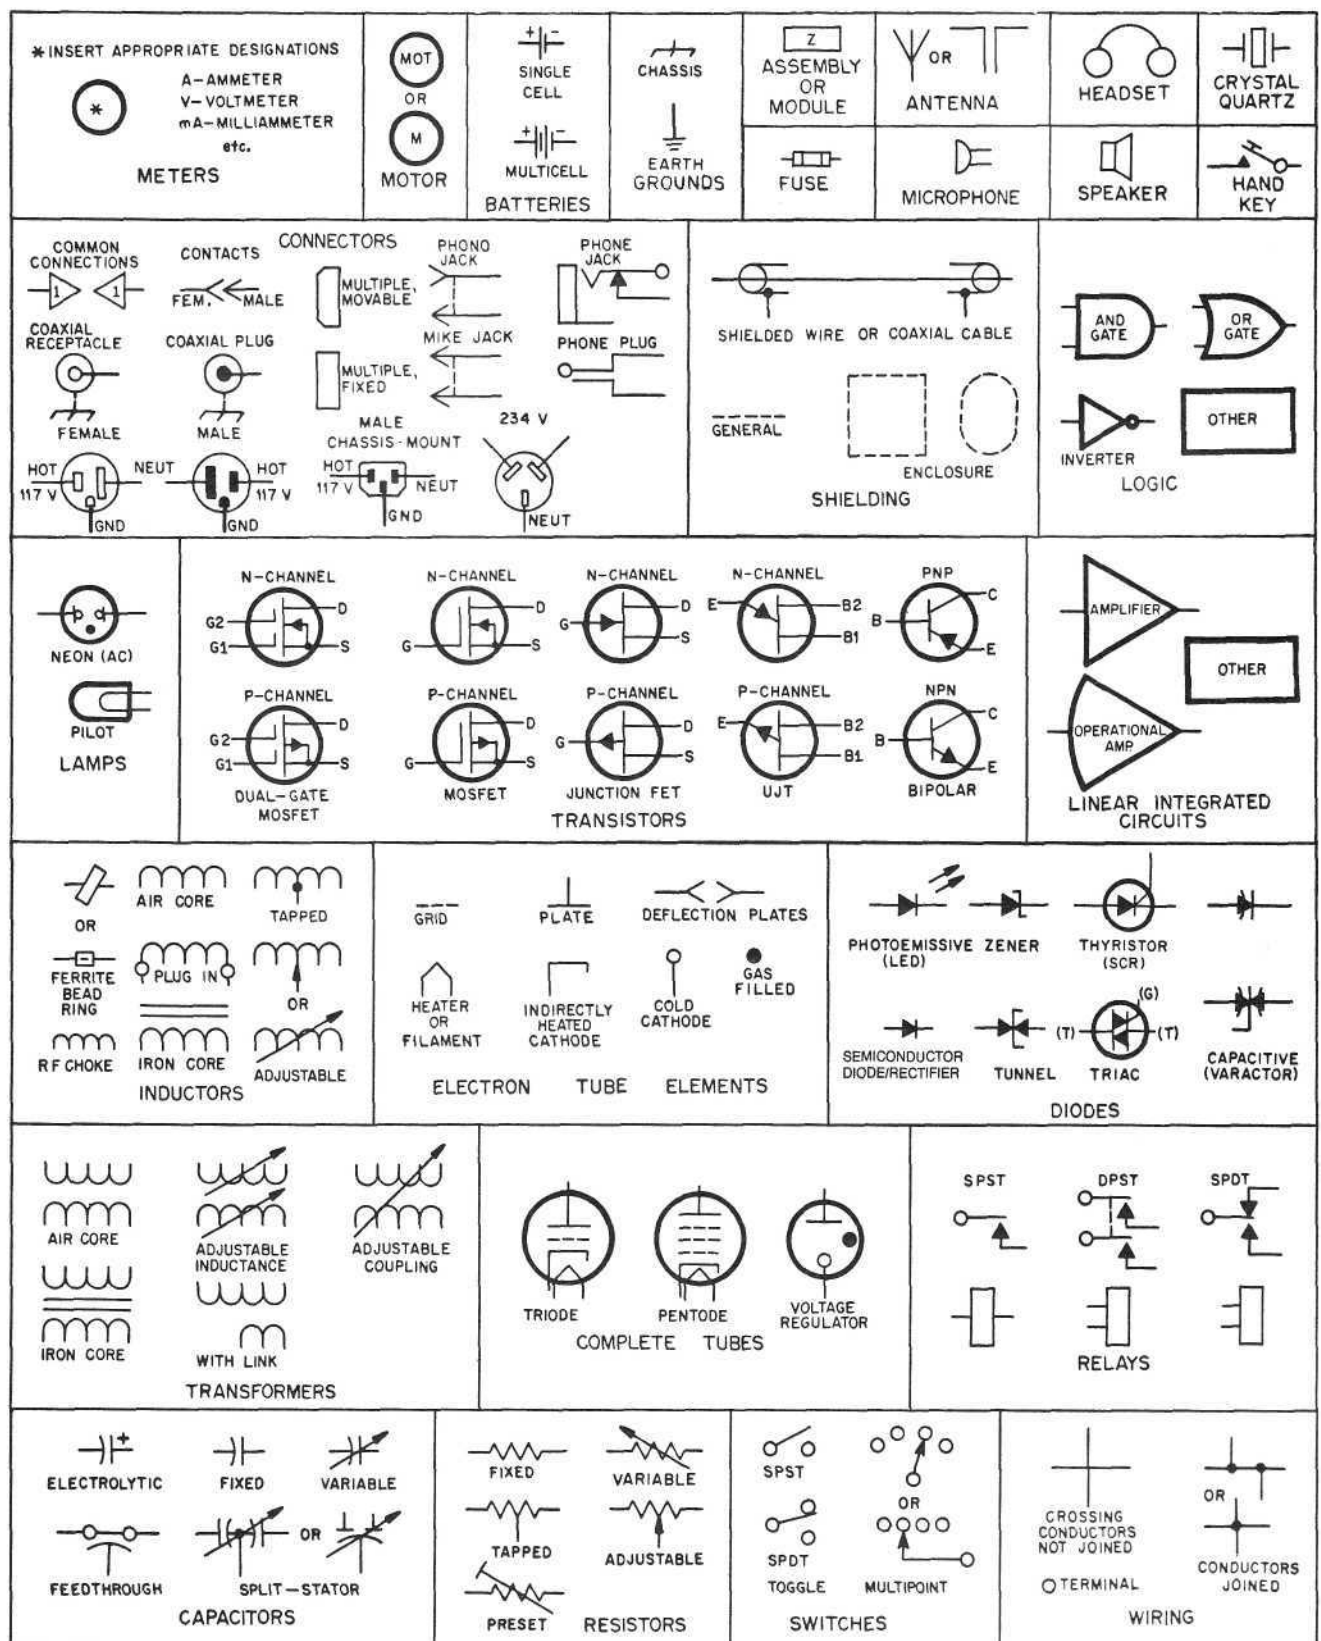 * INSERT APPROPRIATE DESIGNATIONS
*
A-AMMETER
V-VOLTMETER
mA-MILLIAMMETER
etc.
METERS
MOT
OR
M
MOTOR
+ -
SINGLE
CELL
+ -
MULTICELL
BATTERIES
CHASSIS
EARTH
GROUNDS
Z
ASSEMBLY
OR
MODULE
OR
ANTENNA
HEADSET
CRYSTAL
QUARTZ
FUSE
MICROPHONE
SPEAKER
HAND
KEY
CONNECTORS
COMMON
CONNECTIONS
1 1
CONTACTS
FEM. MALE
MULTIPLE,
MOVABLE
PHONO
JACK
PHONE
JACK
COAXIAL
RECEPTACLE
COAXIAL PLUG
MULTIPLE,
FIXED
MIKE JACK
PHONE PLUG
FEMALE
MALE
MALE
CHASSIS-MOUNT
234 V
HOT
117 V
NEUT
GND
HOT
117 V
GND
HOT
117 V
NEUT
GND
NEUT
SHIELDED WIRE OR COAXIAL CABLE
GENERAL
ENCLOSURE
SHIELDING
AND
GATE
OR
GATE
INVERTER
OTHER
LOGIC
NEON (AC)
PILOT
LAMPS
N-CHANNEL
G2
G1
D
S
N-CHANNEL
G
D
S
N-CHANNEL
G
D
S
N-CHANNEL
E
B2
B1
PNP
B
C
E
P-CHANNEL
G2
G1
D
S
DUAL-GATE
MOSFET
P-CHANNEL
G
D
S
MOSFET
P-CHANNEL
G
D
S
JUNCTION FET
P-CHANNEL
E
B2
B1
UJT
NPN
B
C
E
BIPOLAR
TRANSISTORS
AMPLIFIER
OTHER
OPERATIONAL
AMP
LINEAR INTEGRATED
CIRCUITS
OR
FERRITE
BEAD
RING
AIR CORE
TAPPED
PLUG IN
OR
RF CHOKE
IRON CORE
ADJUSTABLE
INDUCTORS
GRID
PLATE
DEFLECTION PLATES
HEATER
OR
FILAMENT
INDIRECTLY
HEATED
CATHODE
COLD
CATHODE
GAS
FILLED
ELECTRON TUBE ELEMENTS
PHOTOEMISSIVE
(LED)
ZENER
THYRISTOR
(SCR)
SEMICONDUCTOR
DIODE/RECTIFIER
TUNNEL
(G)
(T) (T)
TRIAC
CAPACITIVE
(VARACTOR)
DIODES
AIR CORE
ADJUSTABLE
INDUCTANCE
ADJUSTABLE
COUPLING
IRON CORE
WITH LINK
TRANSFORMERS
TRIODE
PENTODE
VOLTAGE
REGULATOR
COMPLETE TUBES
SPST
DPST
SPDT
RELAYS
+
ELECTROLYTIC
FIXED
VARIABLE
FEEDTHROUGH
OR
SPLIT-STATOR
CAPACITORS
FIXED
VARIABLE
TAPPED
ADJUSTABLE
PRESET
RESISTORS
SPST
SPDT
TOGGLE
OR
MULTIPOINT
SWITCHES
CROSSING
CONDUCTORS
NOT JOINED
TERMINAL
OR
CONDUCTORS
JOINED
WIRING